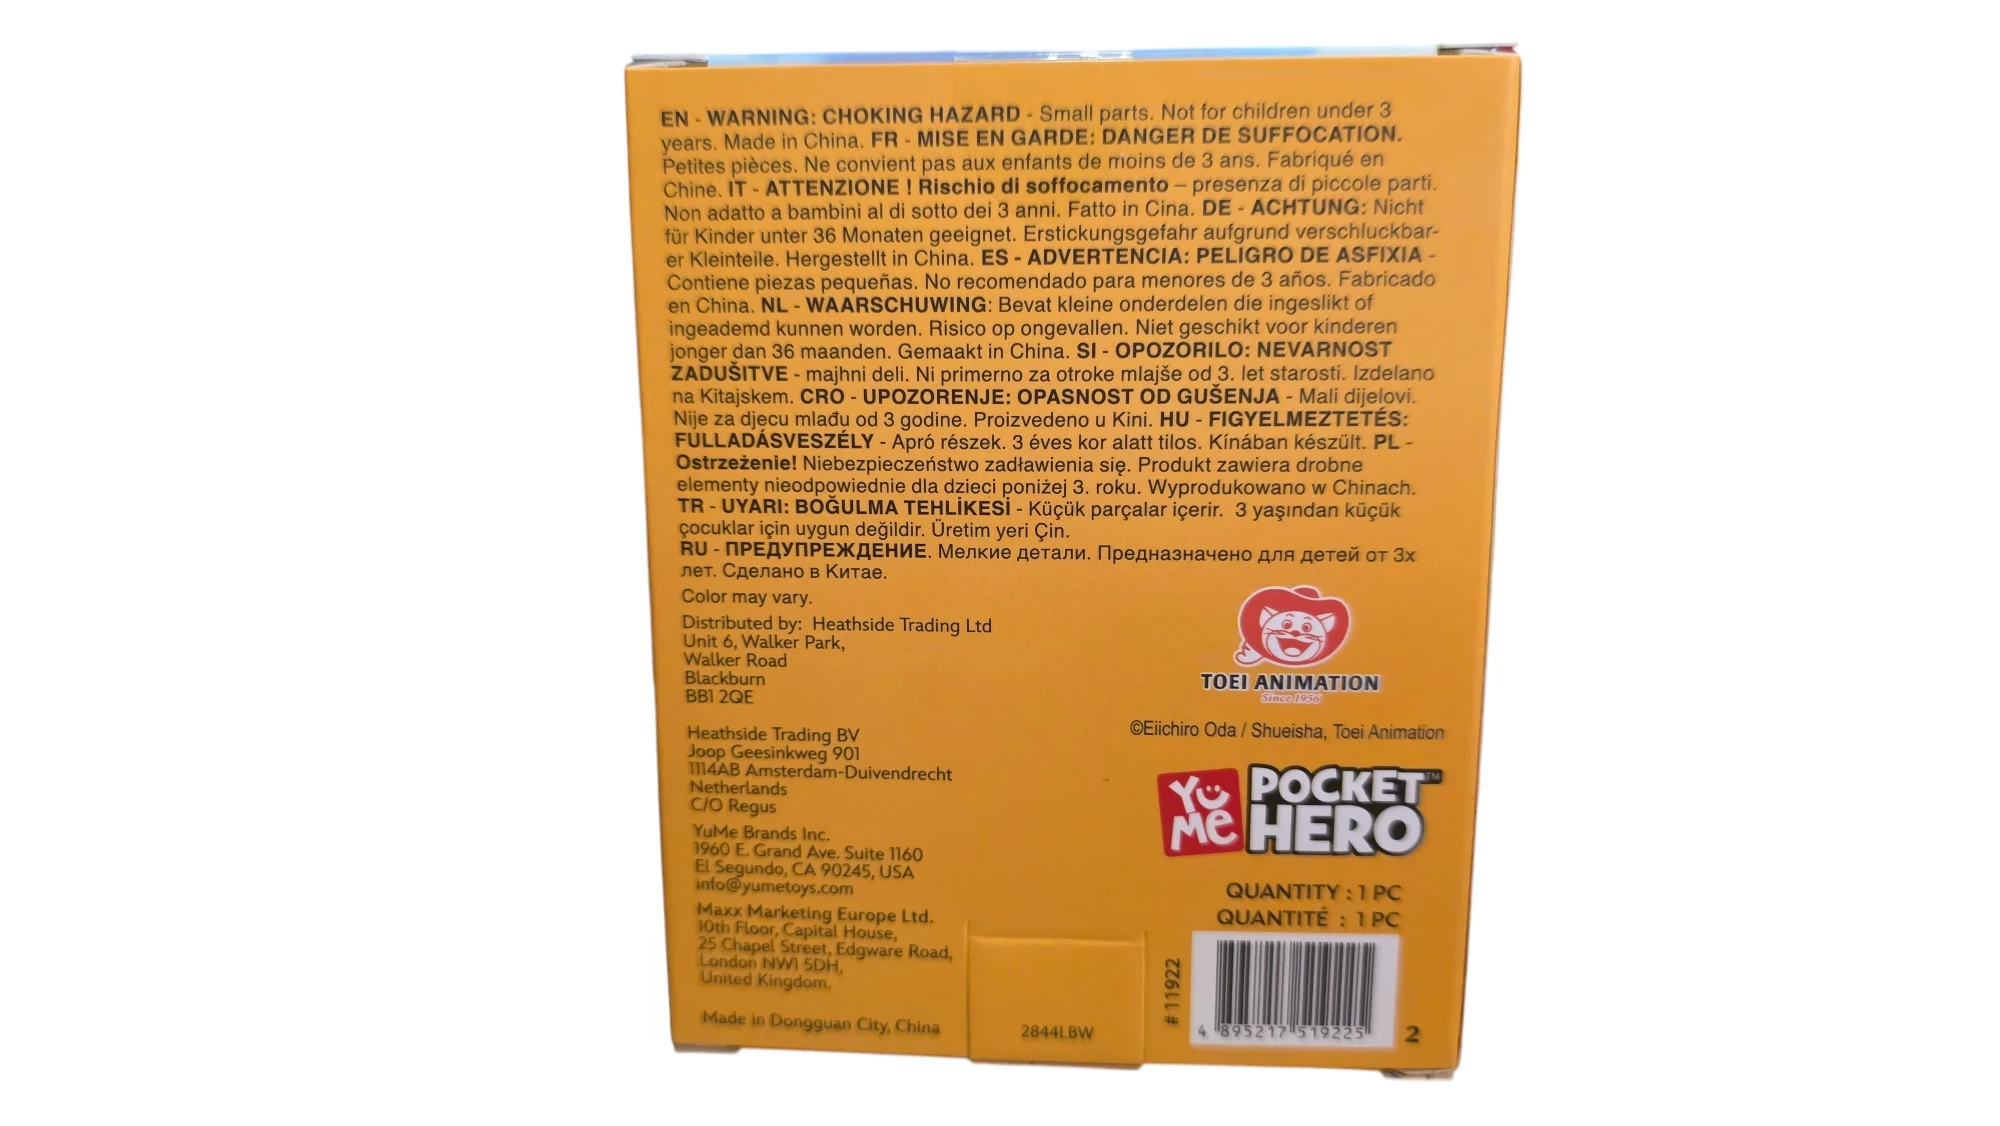 EN - WARNING: CHOKING HAZARD - Small parts. Not for children under 3
years. Made in China. FR - MISE EN GARDE: DANGER DE SUFFOCATION.
Petites pièces. Ne convient pas aux enfants de moins de 3 ans. Fabriqué en
Chine. IT - ATTENZIONE ! Rischio di soffocamento – presenza di piccole parti.
Non adatto a bambini al di sotto dei 3 anni. Fatto in Cina. DE - ACHTUNG: Nicht
für Kinder unter 36 Monaten geeignet. Erstickungsgefahr aufgrund verschluckbar-
er Kleinteile. Hergestellt in China. ES - ADVERTENCIA: PELIGRO DE ASFIXIA -
Contiene piezas pequeñas. No recomendado para menores de 3 años. Fabricado
en China. NL - WAARSCHUWING: Bevat kleine onderdelen die ingeslikt of
ingeademd kunnen worden. Risico op ongevallen. Niet geschikt voor kinderen
jonger dan 36 maanden. Gemaakt in China. SI - OPOZORILO: NEVARNOST
ZADUŠITVE - majhni deli. Ni primerno za otroke mlajše od 3. let starosti. Izdelano
na Kitajskem. CRO - UPOZORENJE: OPASNOST OD GUŠENJA - Mali dijelovi.
Nije za djecu mlađu od 3 godine. Proizvedeno u Kini. HU - FIGYELMEZTETÉS:
FULLADÁSVESZÉLY - Apró részek. 3 éves kor alatt tilos. Kínában készült. PL -
Ostrzeżenie! Niebezpieczeństwo zadławienia się. Produkt zawiera drobne
elementy nieodpowiednie dla dzieci poniżej 3. roku. Wyprodukowano w Chinach.
TR - UYARI: BOĞULMA TEHLİKESİ - Küçük parçalar içerir. 3 yaşından küçük
çocuklar için uygun değildir. Üretim yeri Çin.
RU - ПРЕДУПРЕЖДЕНИЕ. Мелкие детали. Предназначено для детей от 3х
лет. Сделано в Китае.
Color may vary.
Distributed by: Heathside Trading Ltd
Unit 6, Walker Park,
Walker Road
Blackburn
BB1 2QE
Heathside Trading BV
Joop Geesinkweg 901
1114AB Amsterdam-Duivendrecht
Netherlands
C/O Regus
YuMe Brands Inc.
1960 E. Grand Ave. Suite 1160
El Segundo, CA 90245, USA
info@yumetoys.com
Maxx Marketing Europe Ltd.
10th Floor, Capital House,
25 Chapel Street, Edgware Road,
London NW1 5DH,
United Kingdom.
Made in Dongguan City, China
2844LBW
TOEI ANIMATION
Since 1956
©Eiichiro Oda / Shueisha, Toei Animation
YuMe
POCKET™
HERO
QUANTITY : 1 PC
QUANTITÉ : 1 PC
# 11922
4 895217 519225
2